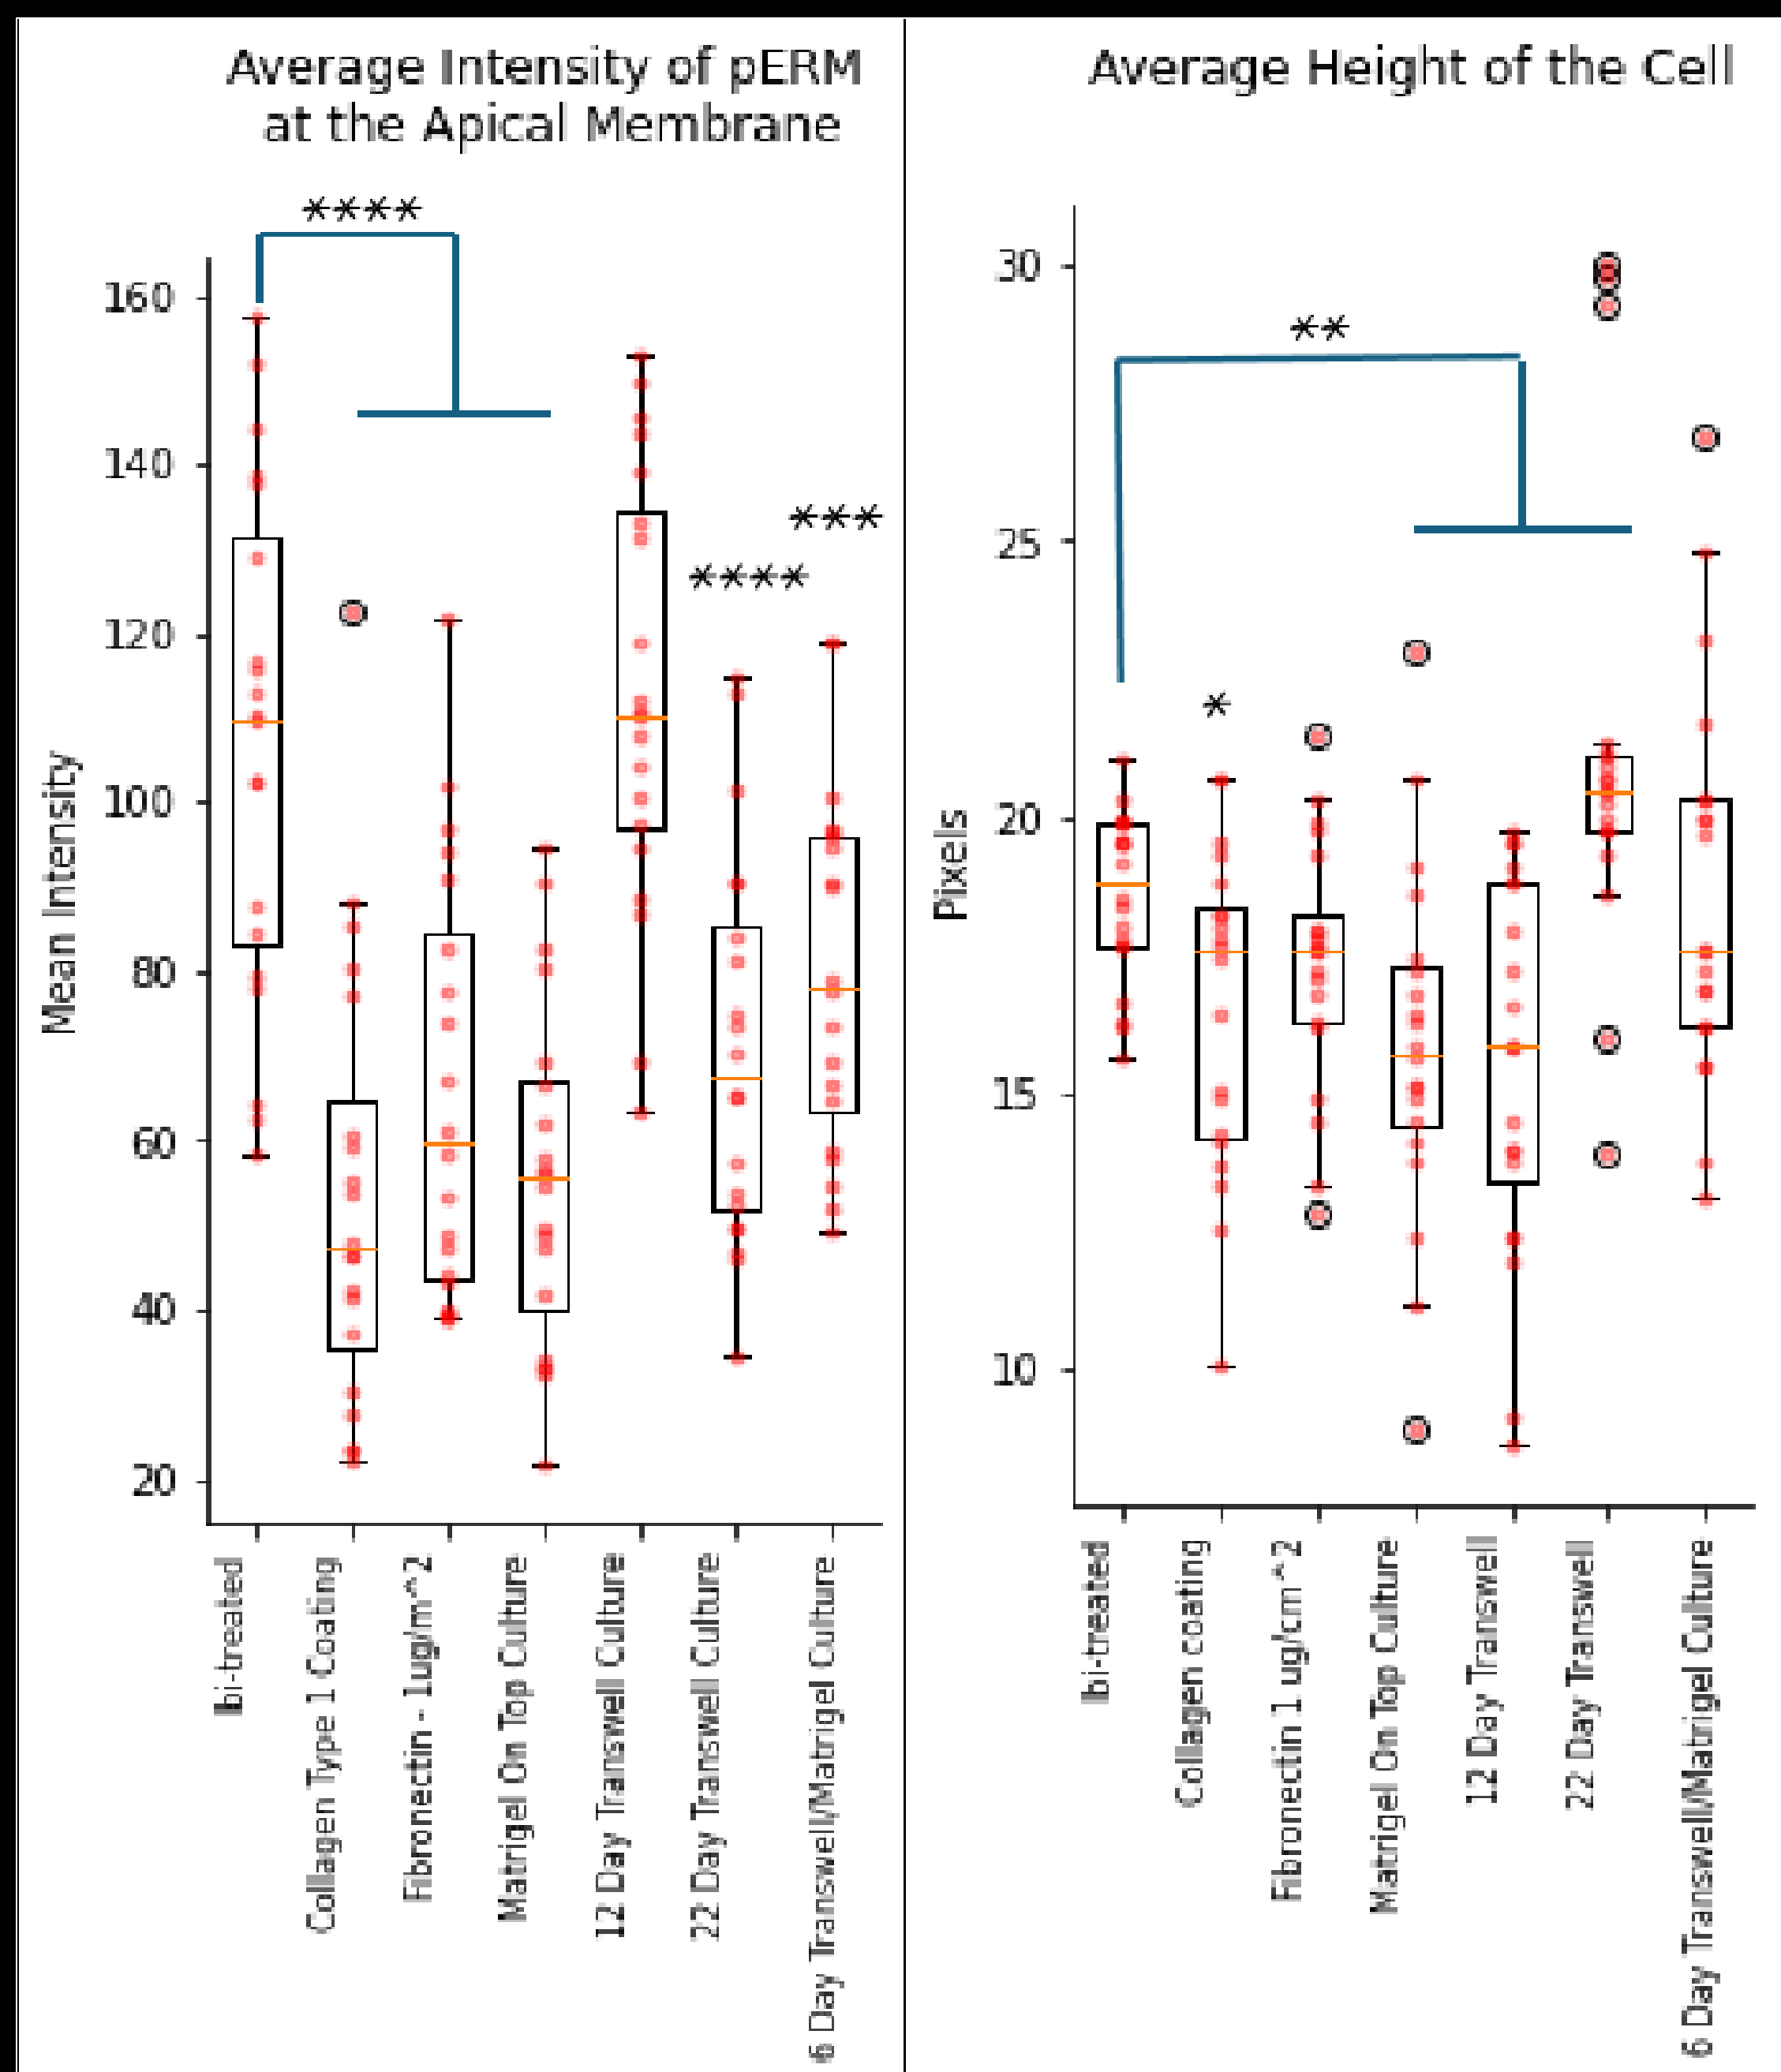 Average Intensity of pERM
at the Apical Membrane
****
160
140
120
100
80
60
40
20
Mean Intensity
***
****
ibi-treated
Collagen Type 1 Coating
Fibronectin - 1ug/m^2
Matrigel On Top Culture
12 Day Transwell Culture
22 Day Transwell Culture
6 Day Transwell/Matrigel Culture
Average Height of the Cell
30
25
20
15
10
Pixels
**
*
ibi-treated
Collagen coating
Fibronectin 1 ug/cm^2
Matrigel On Top Culture
12 Day Transwell
22 Day Transwell
6 Day Transwell/Matrigel Culture